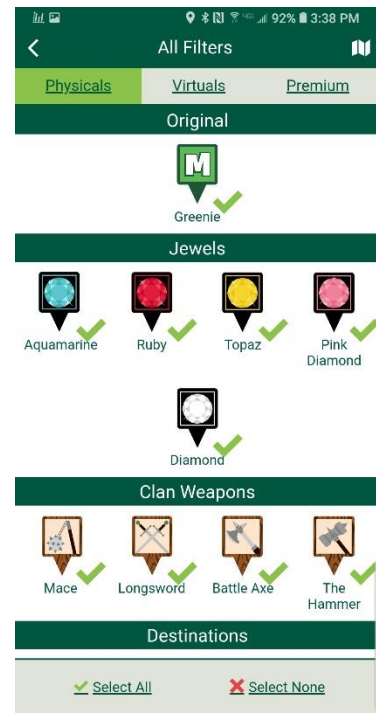 92% 3:38 PM
All Filters
Physicals Virtuals Premium
Original
M
Greenie
Jewels
Aquamarine Ruby Topaz Pink Diamond
Diamond
Clan Weapons
Mace Longsword Battle Axe The Hammer
Destinations
Select All Select None